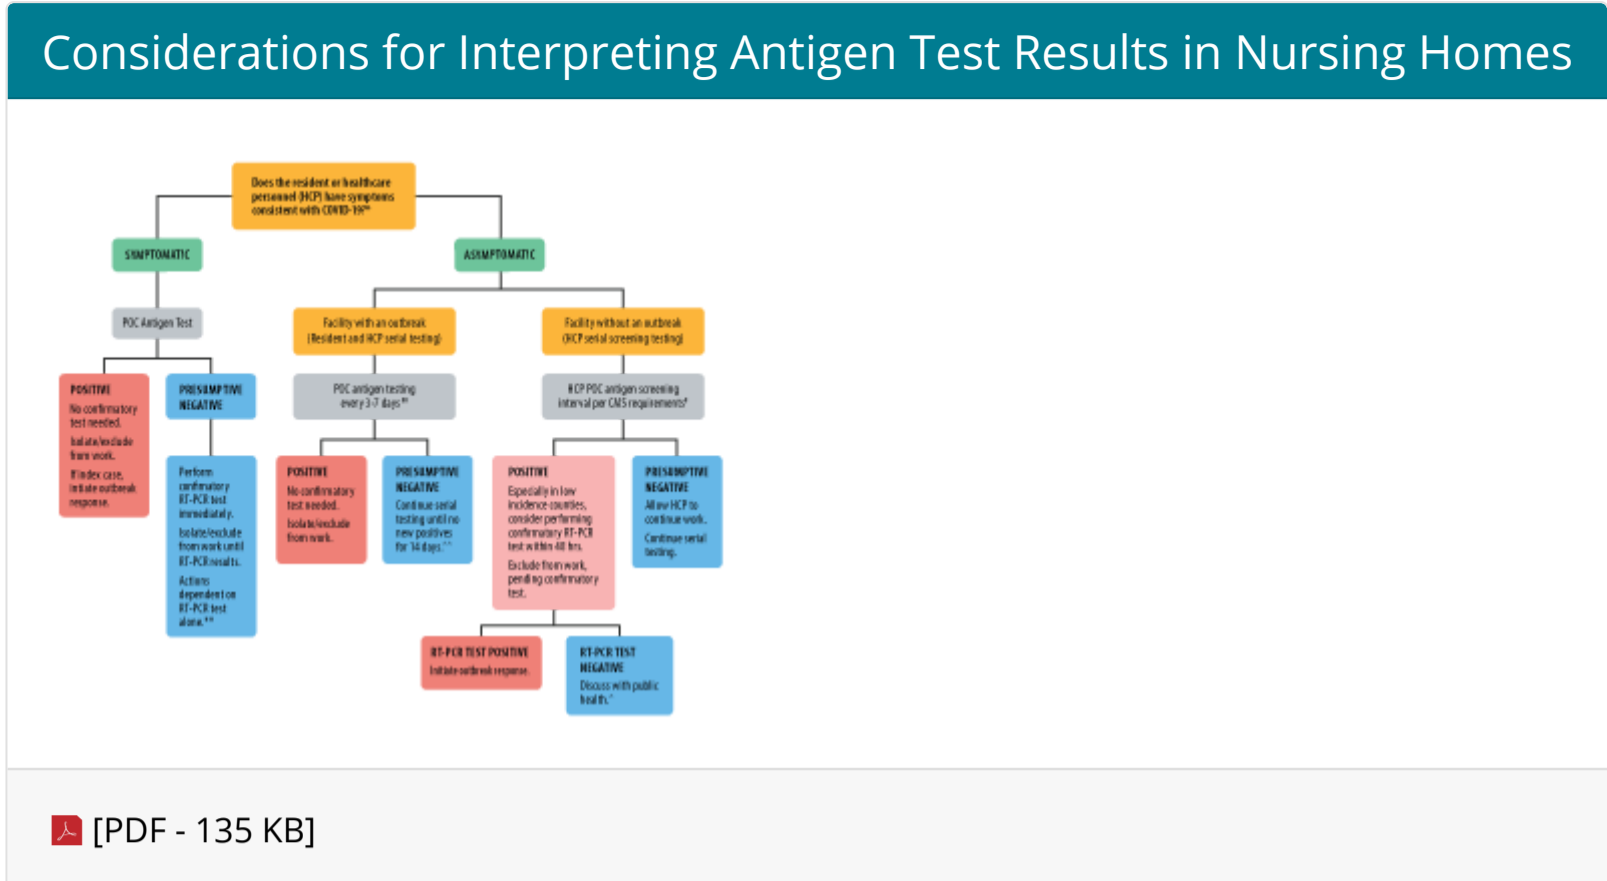 Considerations for Interpreting Antigen Test Results in Nursing Homes
Does the resident or healthcare
personnel (HCP) have symptoms
consistent with COVID-19?
SYMPTOMATIC
ASYMPTOMATIC
POC Antigen Test
Facility with an outbreak
(Resident and HCP serial testing)
Facility without an outbreak
(HCP serial screening testing)
POSITIVE
No confirmatory
test needed.
Isolate/exclude
from work.
If index case,
initiate outbreak
response.
PRESUMPTIVE
NEGATIVE
POC antigen testing
every 3-7 days
HCP POC antigen screening
interval per CMS requirements
Perform
confirmatory
RT-PCR test
immediately.
Isolate/exclude
from work until
RT-PCR results.
Actions
dependent on
RT-PCR test
alone.
POSITIVE
No confirmatory
test needed.
Isolate/exclude
from work.
PRESUMPTIVE
NEGATIVE
Continue serial
testing until no
new positives
for 14 days.
POSITIVE
Especially in low
incidence counties,
consider performing
confirmatory RT-PCR
test within 48 hrs.
Exclude from work,
pending confirmatory
test.
PRESUMPTIVE
NEGATIVE
Allow HCP to
continue work.
Continue serial
testing.
RT-PCR TEST POSITIVE
Initiate outbreak response.
RT-PCR TEST
NEGATIVE
Discuss with public
health.
[PDF - 135 KB]